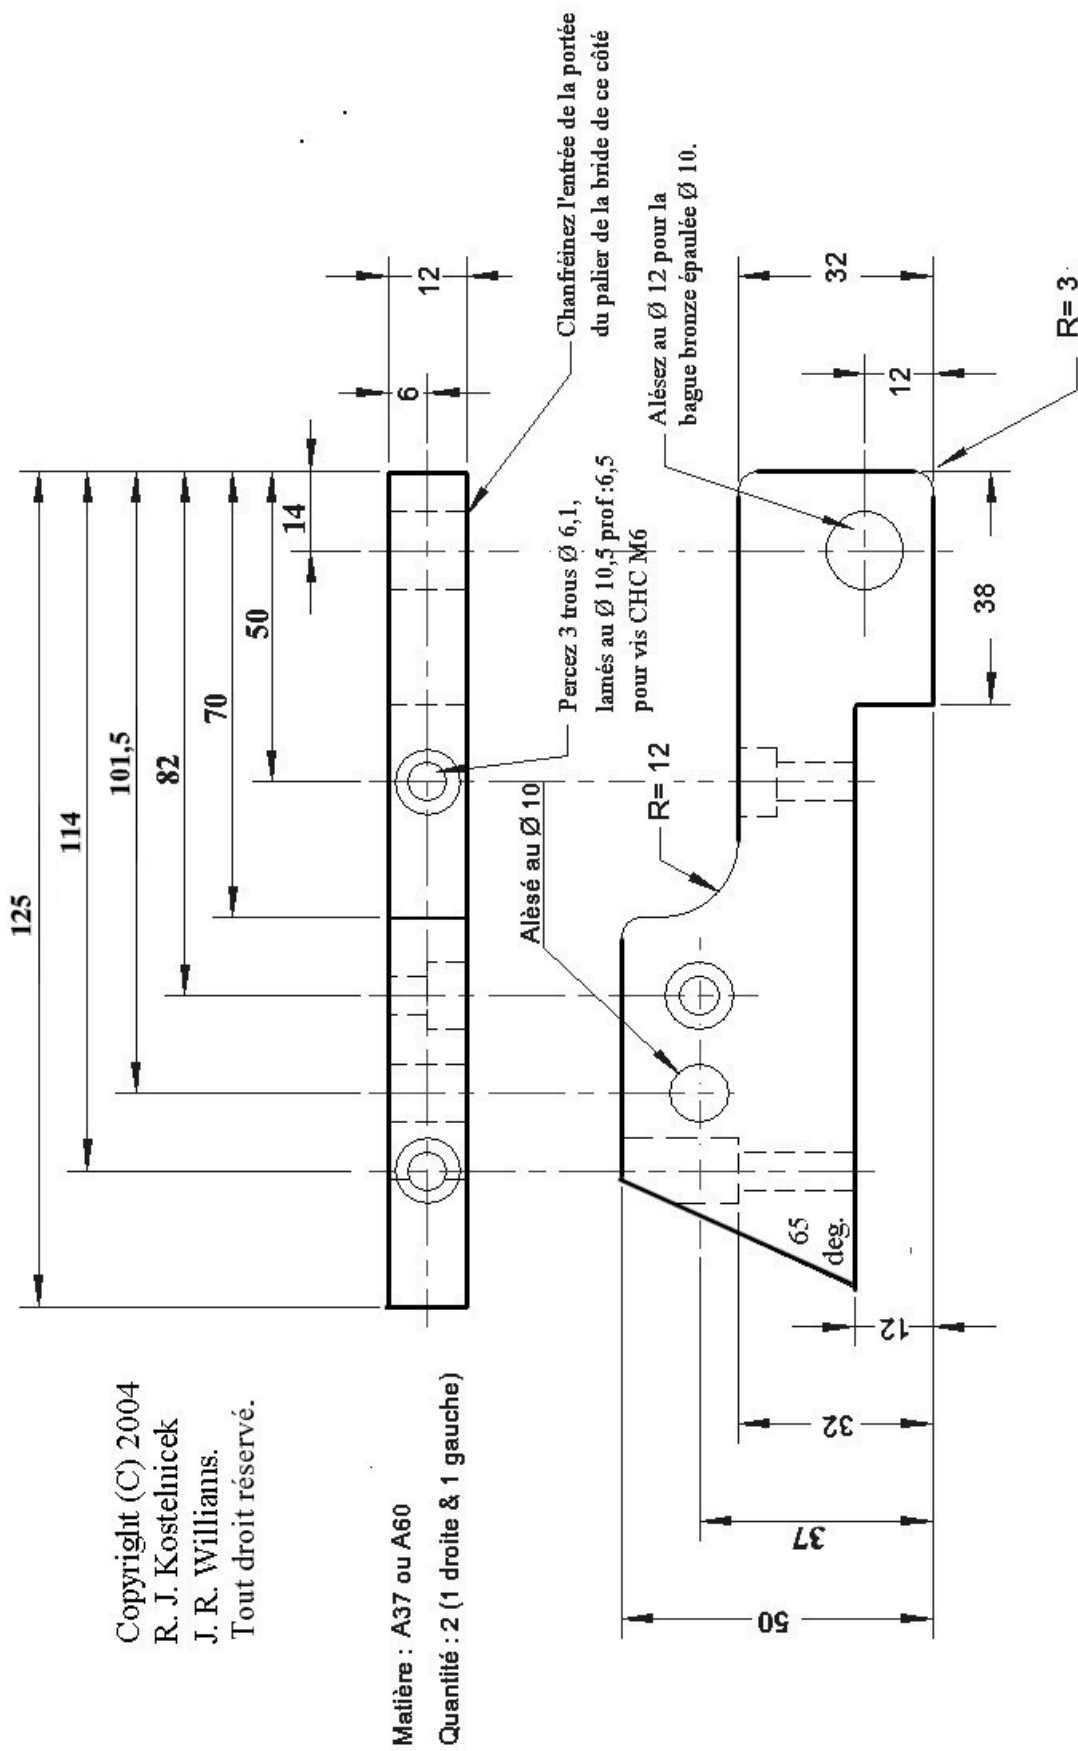 Copyright (C) 2004
R. J. Kostelnicek
J. R. Williams.
Tout droit réservé.
Matière : A37 ou A60
Quantité : 2 (1 droite & 1 gauche)
125
114
101,5
82
70
50
14
6
12
Chanfréinez l'entrée de la portée
du palier de la bride de ce côté
Percez 3 trous Ø 6,1,
lamés au Ø 10,5 prof :6,5
pour vis CHC M6
Alèsez au Ø 12 pour la
bague bronze épaulée Ø 10.
Alèsé au Ø 10
R= 12
32
12
R= 3
38
65
deg.
12
32
37
50